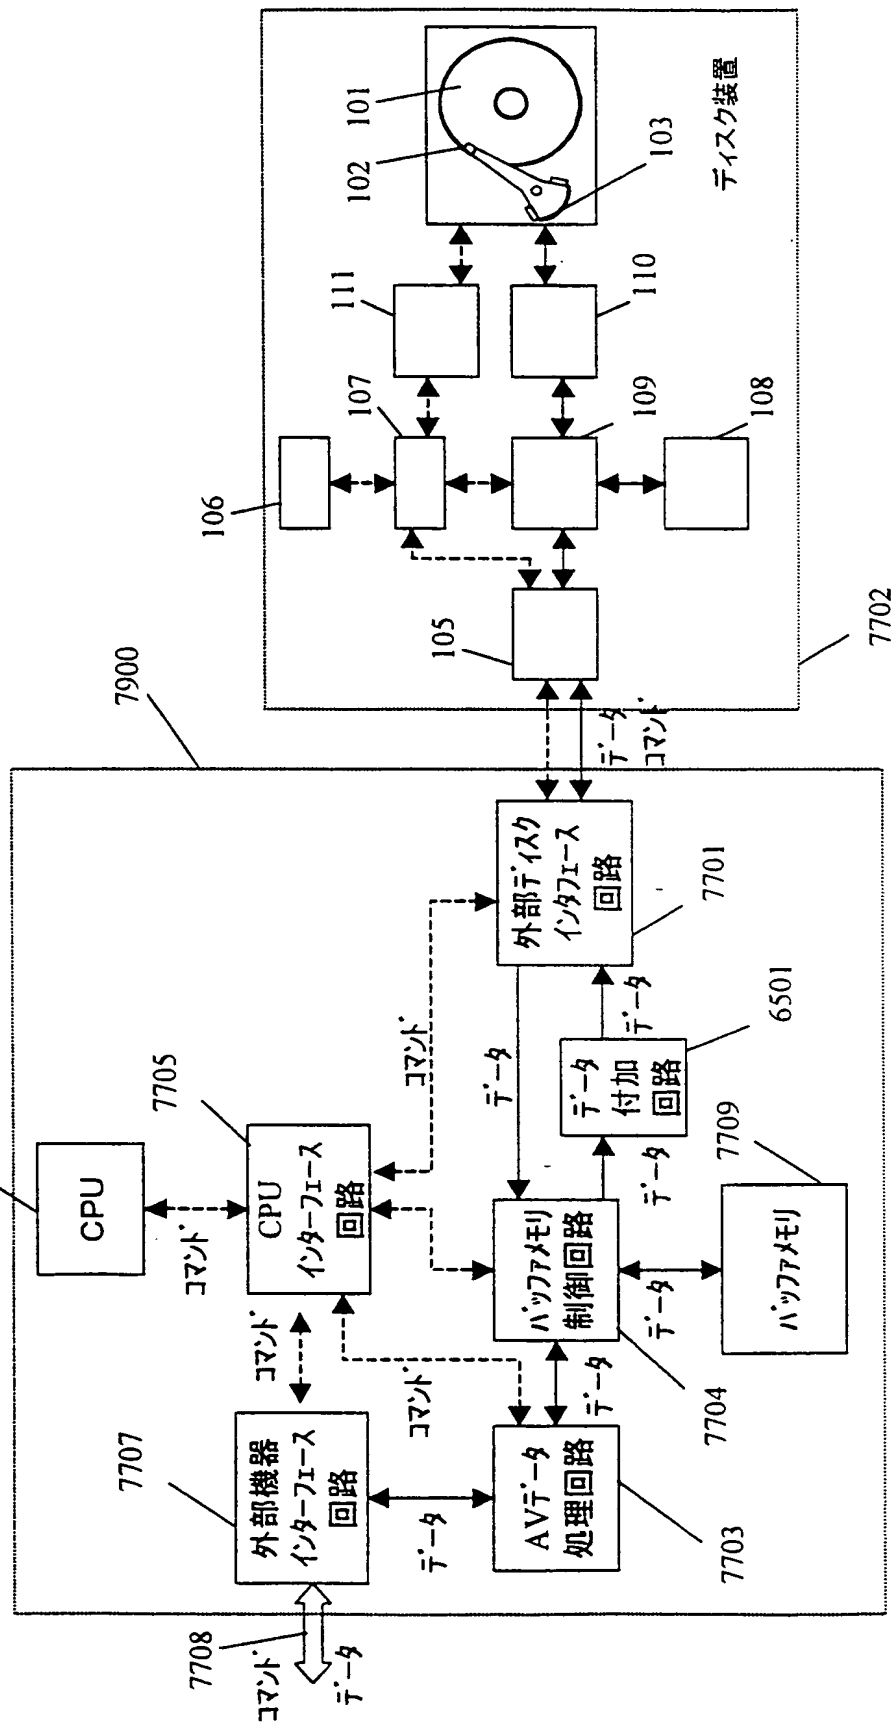 7708
コマンド
データ
7707
外部機器
インターフェース
回路
コマンド
データ
CPU
コマンド
7705
CPU
インターフェース
回路
コマンド
コマンド
AVデータ
処理回路
7703
データ
バッファメモリ
制御回路
7704
データ
バッファメモリ
7709
データ
データ
データ
付加回路
6501
データ
外部ディスク
インタフェース
回路
7701
7900
データ
コマンド
7702
105
106
107
108
109
110
111
101
102
103
ディスク装置